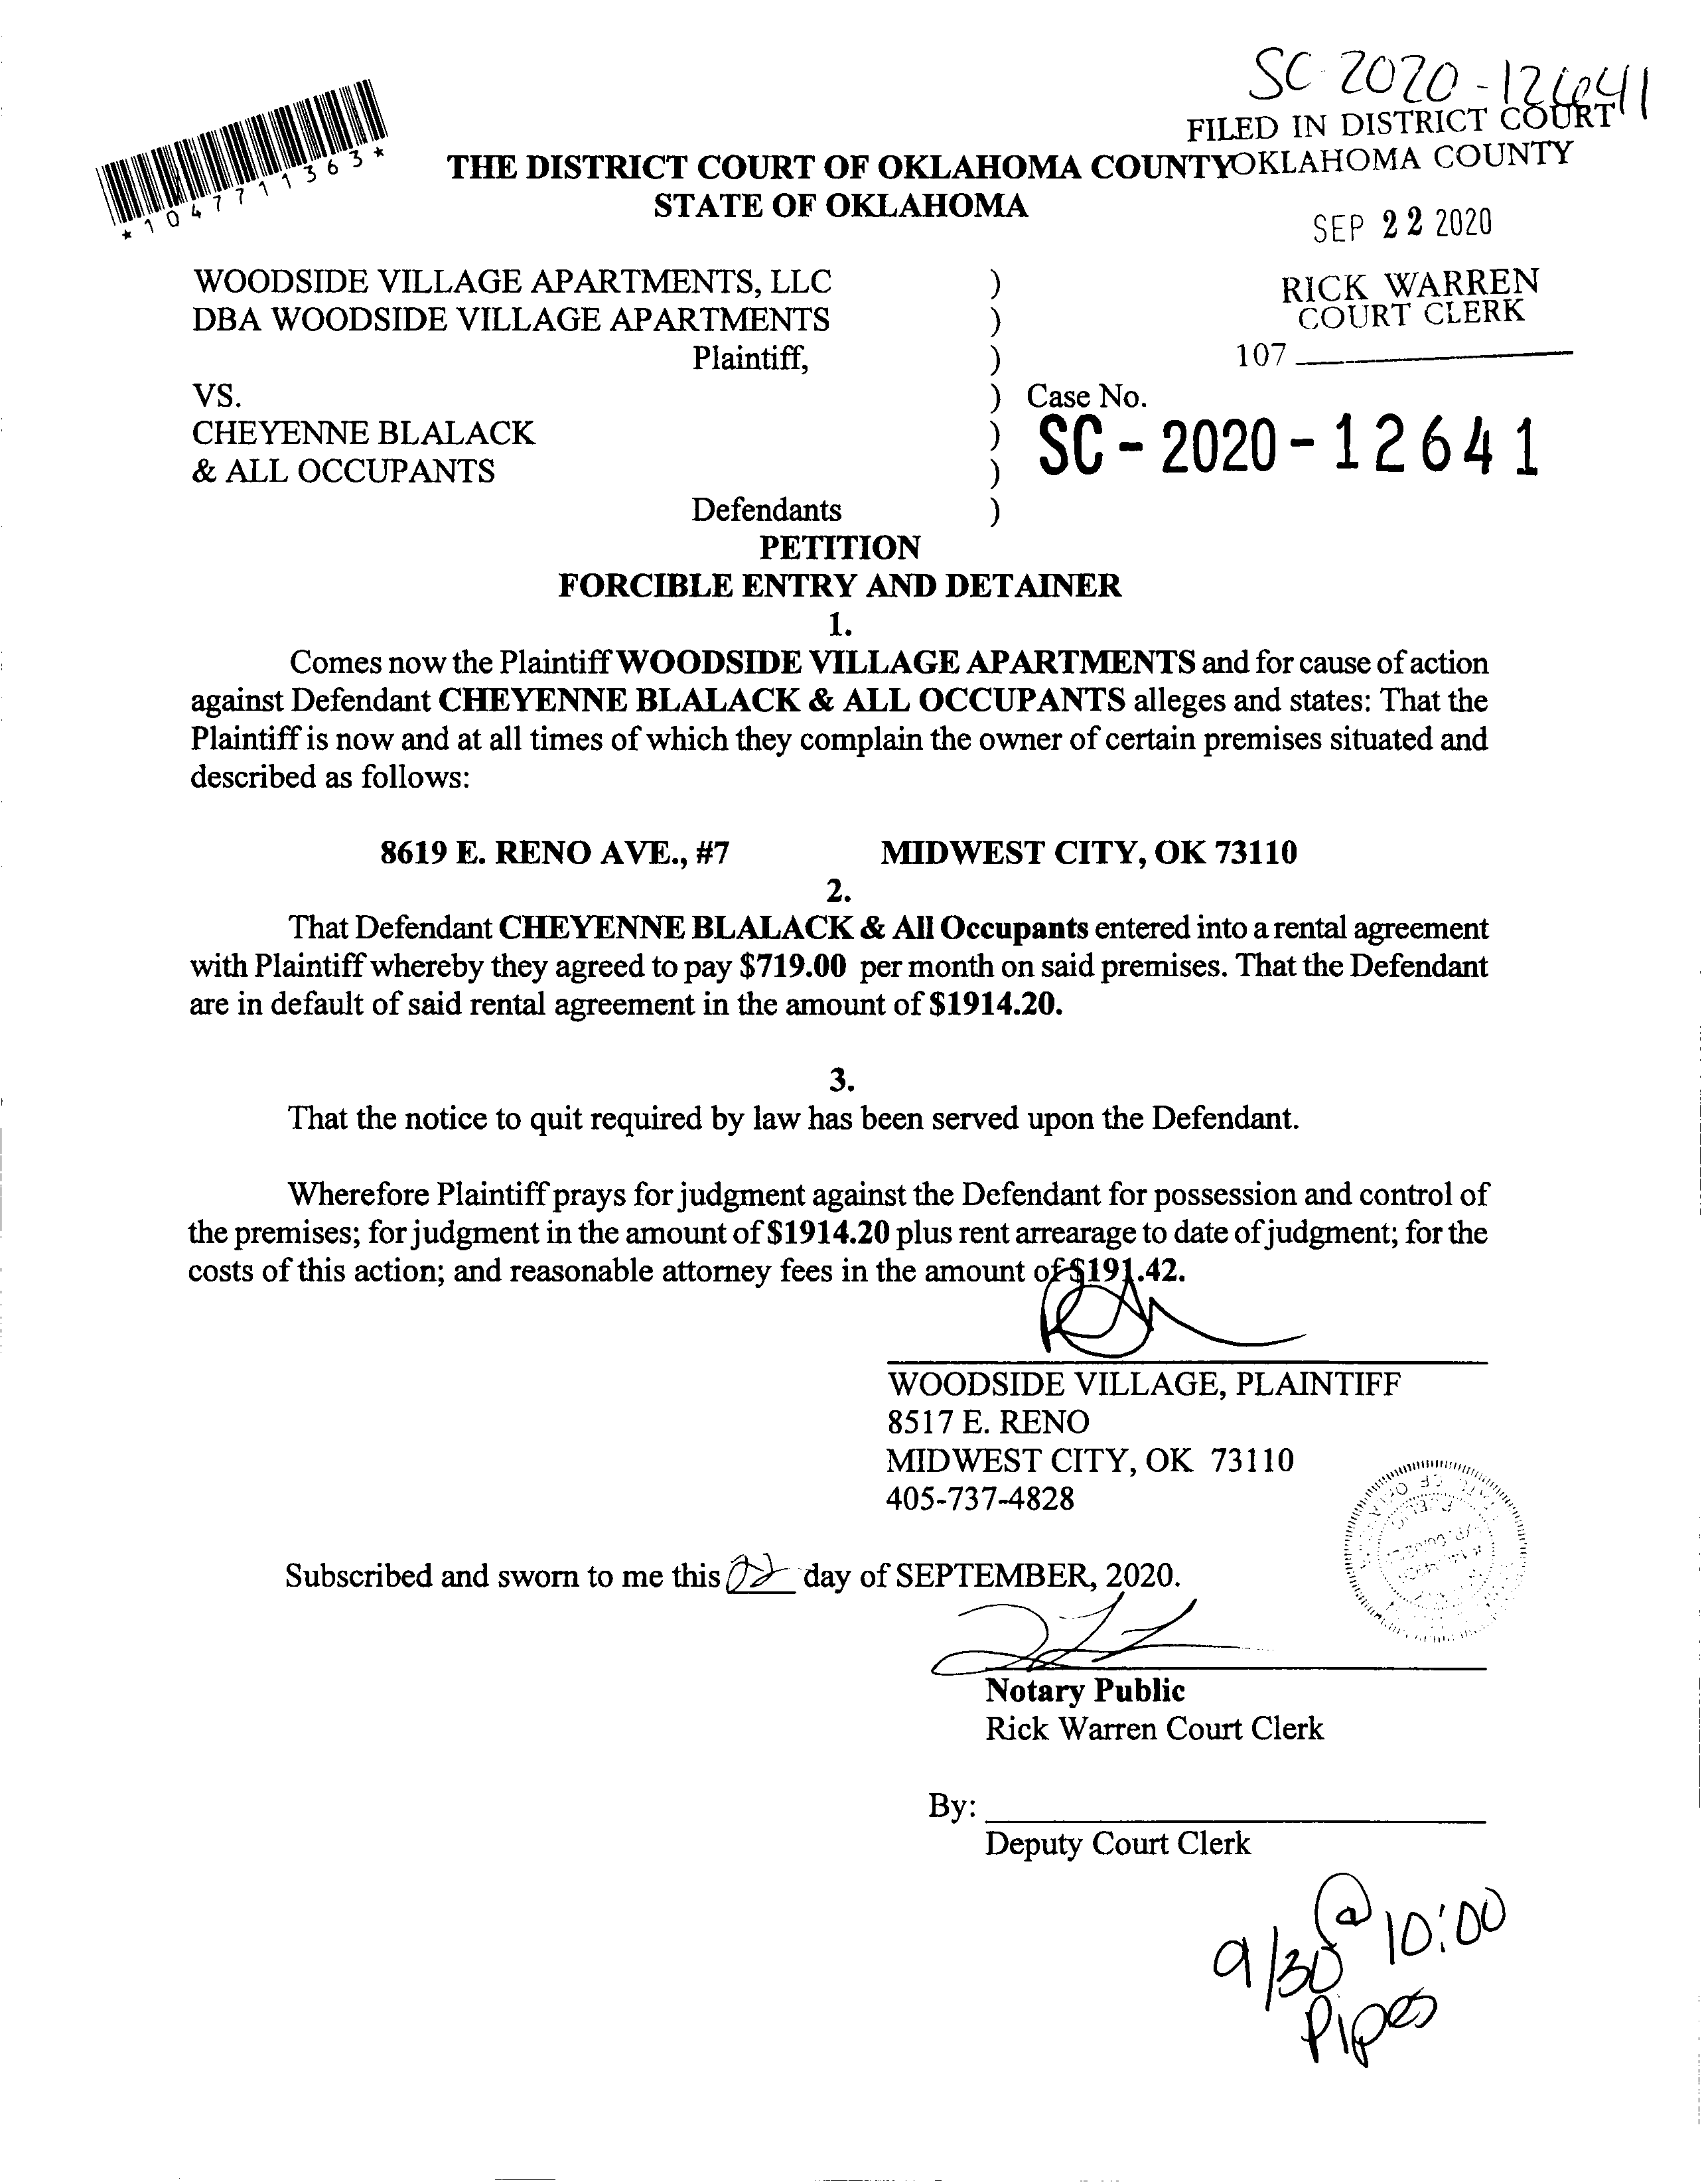 SC 2020-12641
FILED IN DISTRICT COURT
THE DISTRICT COURT OF OKLAHOMA COUNTY OKLAHOMA COUNTY
*1047711363*
STATE OF OKLAHOMA
SEP 22 2020
WOODSIDE VILLAGE APARTMENTS, LLC )
RICK WARREN
DBA WOODSIDE VILLAGE APARTMENTS )
COURT CLERK
Plaintiff, )
107
VS. ) Case No.
CHEYENNE BLALACK )
SC-2020-12641
& ALL OCCUPANTS )
Defendants )
PETITION
FORCIBLE ENTRY AND DETAINER
1.
Comes now the Plaintiff WOODSIDE VILLAGE APARTMENTS and for cause of action
against Defendant CHEYENNE BLALACK & ALL OCCUPANTS alleges and states: That the
Plaintiff is now and at all times of which they complain the owner of certain premises situated and
described as follows:
8619 E. RENO AVE., #7 MIDWEST CITY, OK 73110
2.
That Defendant CHEYENNE BLALACK & All Occupants entered into a rental agreement
with Plaintiff whereby they agreed to pay $719.00 per month on said premises. That the Defendant
are in default of said rental agreement in the amount of $1914.20.
3.
That the notice to quit required by law has been served upon the Defendant.
Wherefore Plaintiff prays for judgment against the Defendant for possession and control of
the premises; for judgment in the amount of $1914.20 plus rent arrearage to date of judgment; for the
costs of this action; and reasonable attorney fees in the amount of $191.42.
WOODSIDE VILLAGE, PLAINTIFF
8517 E. RENO
MIDWEST CITY, OK 73110
405-737-4828
Subscribed and sworn to me this 22 day of SEPTEMBER, 2020.
Notary Public
Rick Warren Court Clerk
By:
Deputy Court Clerk
9/30 @ 10:00
Pipes